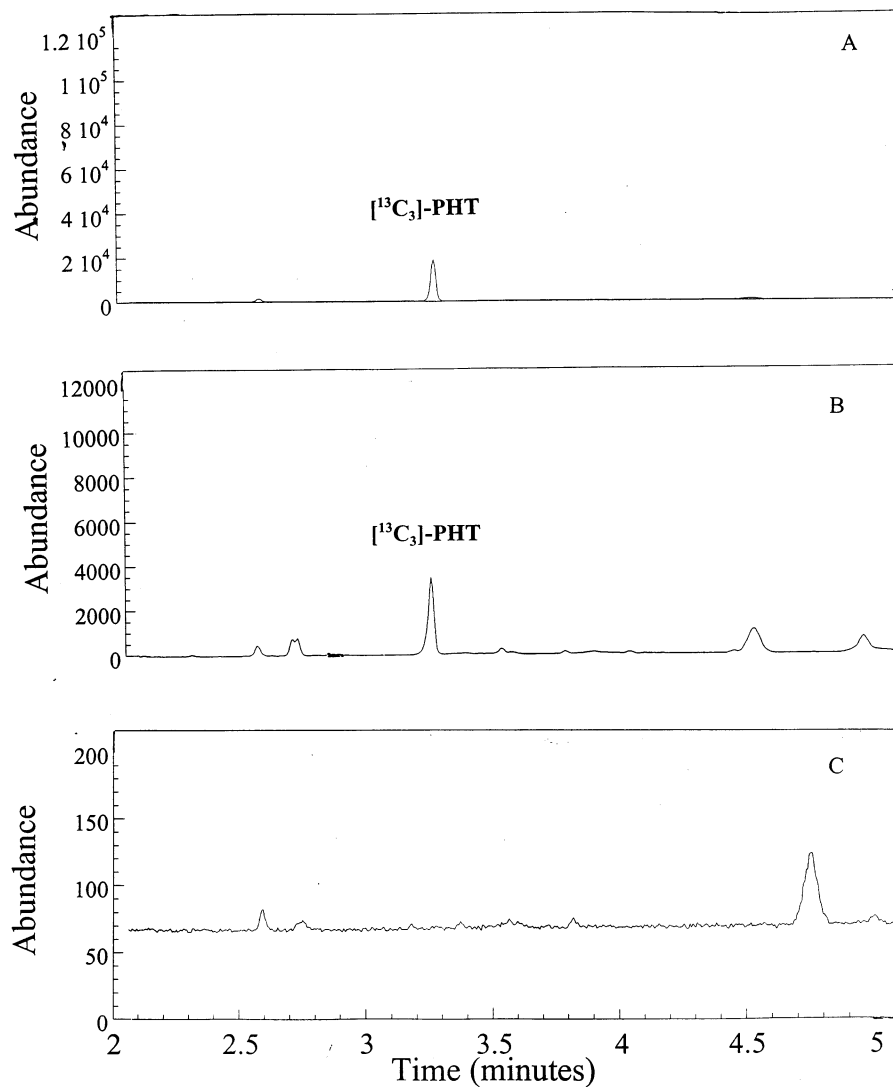 A
1.2 10⁵
1 10⁵
8 10⁴
6 10⁴
4 10⁴
2 10⁴
0
Abundance
[¹³C₃]-PHT
B
12000
10000
8000
6000
4000
2000
0
Abundance
[¹³C₃]-PHT
C
200
150
100
50
0
Abundance
2 2.5 3 3.5 4 4.5 5
Time (minutes)